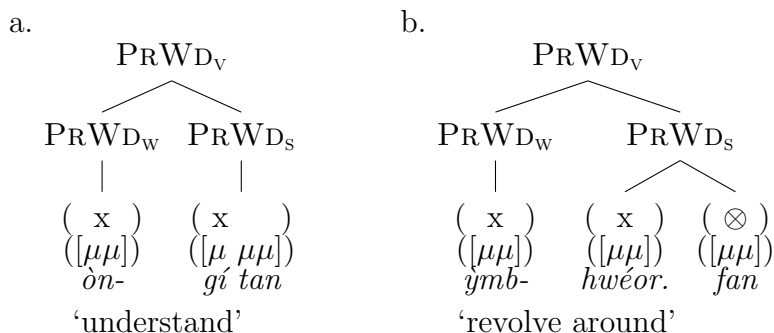 a. b.
PRWDV PRWDV
PRWDW PRWDS PRWDW PRWDS
( x ) ( x ) ( x ) ( x ) ( ⊗ )
([μμ]) ([μ μμ]) ([μμ]) ([μμ]) ([μμ])
òn- gí tan ỳmb- hwéor. fan
‘understand’ ‘revolve around’